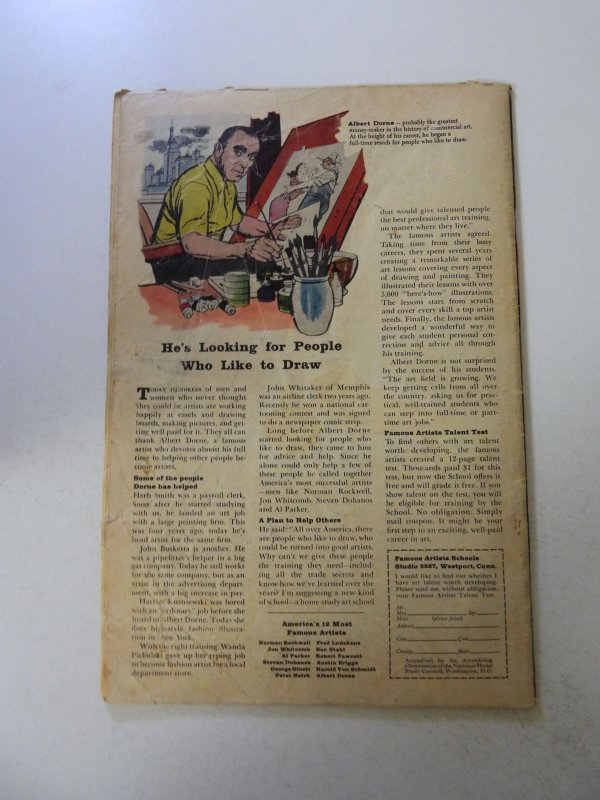 Albert Dorne – probably the greatest
money-maker in the history of commercial art.
At the height of his career, he began a
full-time search for people who like to draw.
He's Looking for People
Who Like to Draw
TODAY HUNDREDS of men and
women who never thought
they could be artists are working
happily at easels and drawing
boards, making pictures, and get-
ting well paid for it. They all can
thank Albert Dorne, a famous
artist who devotes almost his full
time to helping other people be-
come artists.
Some of the people
Dorne has helped
Herb Smith was a payroll clerk.
Soon after he started studying
with us, he landed an art job
with a large printing firm. This
was four years ago; today he's
head artist for the same firm.
John Busketta is another. He
was a pipefitter's helper in a big
gas company. Today he still works
for the same company, but as an
artist in the advertising depart-
ment, with a big increase in pay.
Harriet Kuzniewski was bored
with an "ordinary" job before she
heard of Albert Dorne. Today she
does high-style fashion illustra-
tion in New York.
With the right training, Wanda
Pickulski gave up her typing job
to become fashion artist for a local
department store.
John Whitaker of Memphis
was an airline clerk two years ago.
Recently he won a national car-
tooning contest and was signed
to do a newspaper comic strip.
Long before Albert Dorne
started looking for people who
like to draw, they came to him
for advice and help. Since he
alone could only help a few of
these people he called together
America's most successful artists
—men like Norman Rockwell,
Jon Whitcomb, Stevan Dohanos
and Al Parker.
A Plan to Help Others
He said: "All over America, there
are people who like to draw, who
could be turned into good artists.
Why can't we give these people
the training they need—includ-
ing all the trade secrets and
know-how we've learned over the
years? I'm suggesting a new kind
of school—a home-study art school
America's 12 Most
Famous Artists
Norman Rockwell Fred Ludekens
Jon Whitcomb Ben Stahl
Al Parker Robert Fawcett
Stevan Dohanos Austin Briggs
George Giusti Harold Von Schmidt
Peter Helck Albert Dorne
that would give talented people
the best professional art training,
no matter where they live."
The famous artists agreed.
Taking time from their busy
careers, they spent several years
creating a remarkable series of
art lessons covering every aspect
of drawing and painting. They
illustrated their lessons with over
5,000 "here's-how" illustrations.
The lessons start from scratch
and cover every skill a top artist
needs. Finally, the famous artists
developed a wonderful way to
give each student personal cor-
rection and advice all through
his training.
Albert Dorne is not surprised
by the success of his students.
"The art field is growing. We
keep getting calls from all over
the country, asking us for prac-
tical, well-trained students who
can step into full-time or part-
time art jobs."
Famous Artists Talent Test
To find others with art talent
worth developing, the famous
artists created a 12-page talent
test. Thousands paid $1 for this
test, but now the School offers it
free and will grade it free. If you
show talent on the test, you will
be eligible for training by the
School. No obligation. Simply
mail coupon. It might be your
first step to an exciting, well-paid
career in art.
Famous Artists Schools
Studio 5587, Westport, Conn.
I would like to find out whether I
have art talent worth developing.
Please send me, without obligation,
your Famous Artists Talent Test.
Mr.
Mrs. Age
Miss (please print)
Address
City Zone
County State
Accredited by the Accrediting
Commission of the National Home
Study Council, Washington, D.C.